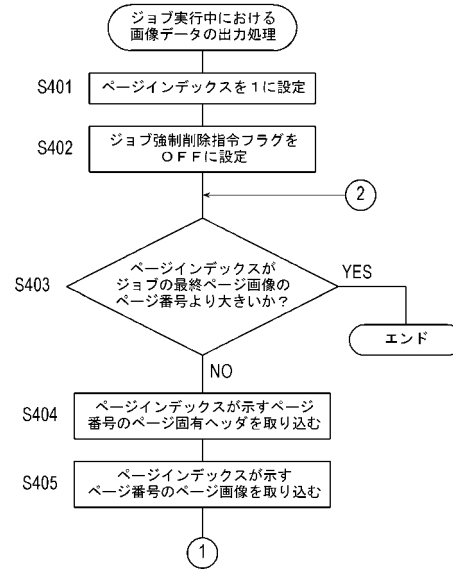 ジョブ実行中における
画像データの出力処理
S401
ページインデックスを1に設定
S402
ジョブ強制削除指令フラグを
OFFに設定
2
S403
ページインデックスが
ジョブの最終ページ画像の
ページ番号より大きいか?
YES
エンド
NO
S404
ページインデックスが示すページ
番号のページ固有ヘッダを取り込む
S405
ページインデックスが示す
ページ番号のページ画像を取り込む
1